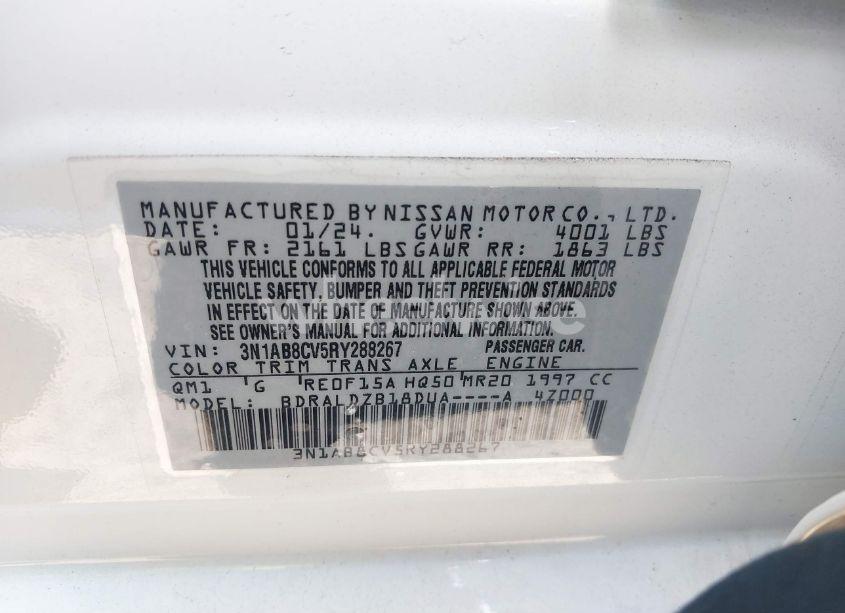 MANUFACTURED BY NISSAN MOTOR CO., LTD.
DATE: 01/24. GVWR: 4001 LBS
GAWR FR: 2161 LBS GAWR RR: 1863 LBS
THIS VEHICLE CONFORMS TO ALL APPLICABLE FEDERAL MOTOR
VEHICLE SAFETY, BUMPER AND THEFT PREVENTION STANDARDS
IN EFFECT ON THE DATE OF MANUFACTURE SHOWN ABOVE.
SEE OWNER'S MANUAL FOR ADDITIONAL INFORMATION.
VIN: 3N1AB8CV5RY288267 PASSENGER CAR.
COLOR TRIM TRANS AXLE ENGINE
QM1 G RE0F15A HQ50 MR20 1997 CC
MODEL: BDRALDZB18DUA----A 4Z000
3N1AB8CV5RY288267